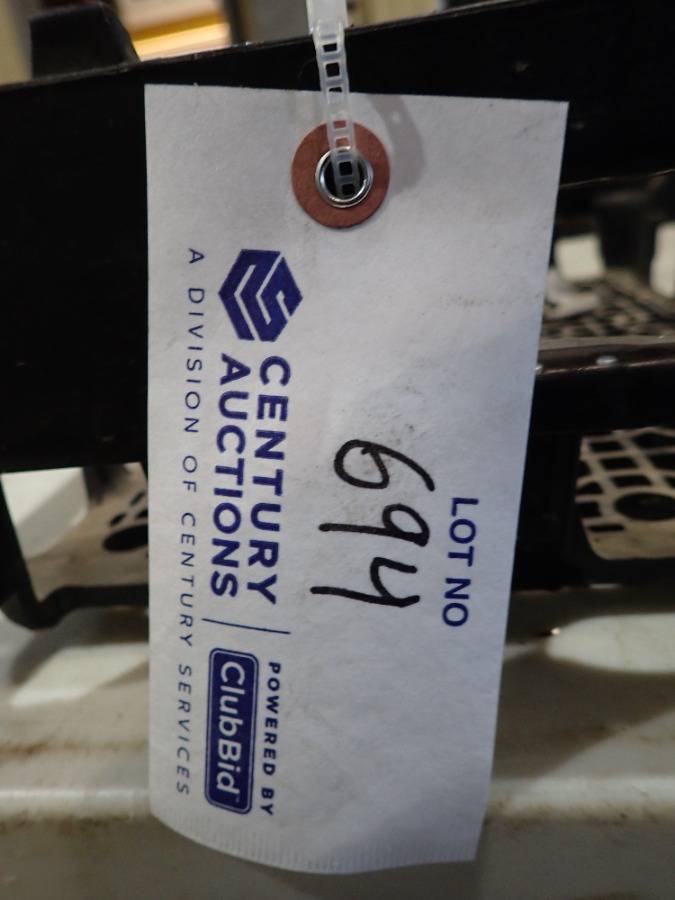 LOT NO
694
CENTURY
AUCTIONS
A DIVISION OF CENTURY SERVICES
POWERED BY
ClubBid